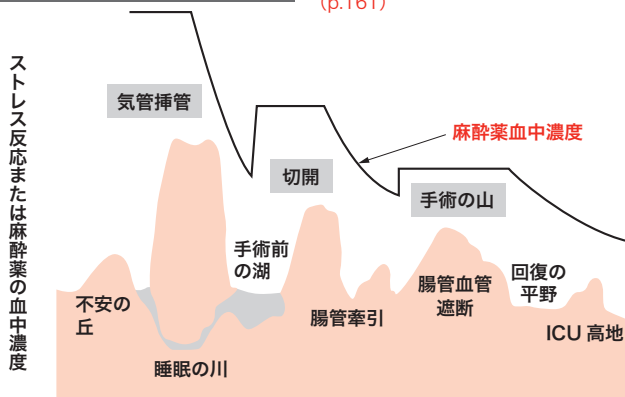 (p.161)
ストレス反応または麻酔薬の血中濃度
気管挿管
麻酔薬血中濃度
切開
手術の山
手術前
の湖
不安の
丘
腸管牽引
腸管血管
遮断
回復の
平野
ICU 高地
睡眠の川